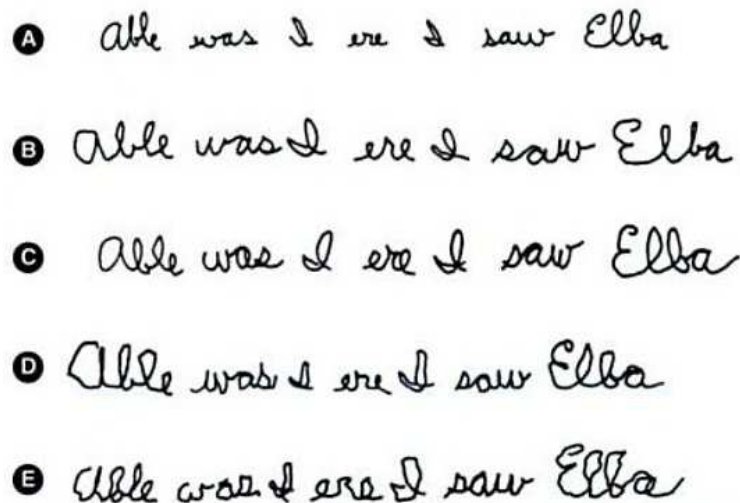 A Able was I ere I saw Elba
B Able was I ere I saw Elba
C Able was I ere I saw Elba
D Able was I ere I saw Elba
E Able was I ere I saw Elba